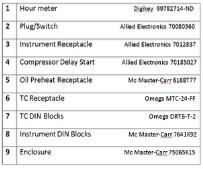 1 Hour meter Digikey 99782714-ND
2 Plug/Switch Allied Electronics 70080560
3 Instrument Receptacle Allied Electronics 7012837
4 Compressor Delay Start Allied Electronics 70185027
5 Oil Preheat Receptacle Mc Master-Carr 6168T77
6 TC Receptacle Omega MTC-24-FF
7 TC DIN Blocks Omega DRTB-T-2
8 Instrument DIN Blocks Mc Master-Carr 7641K92
9 Enclosure Mc Master-Carr 75065K15